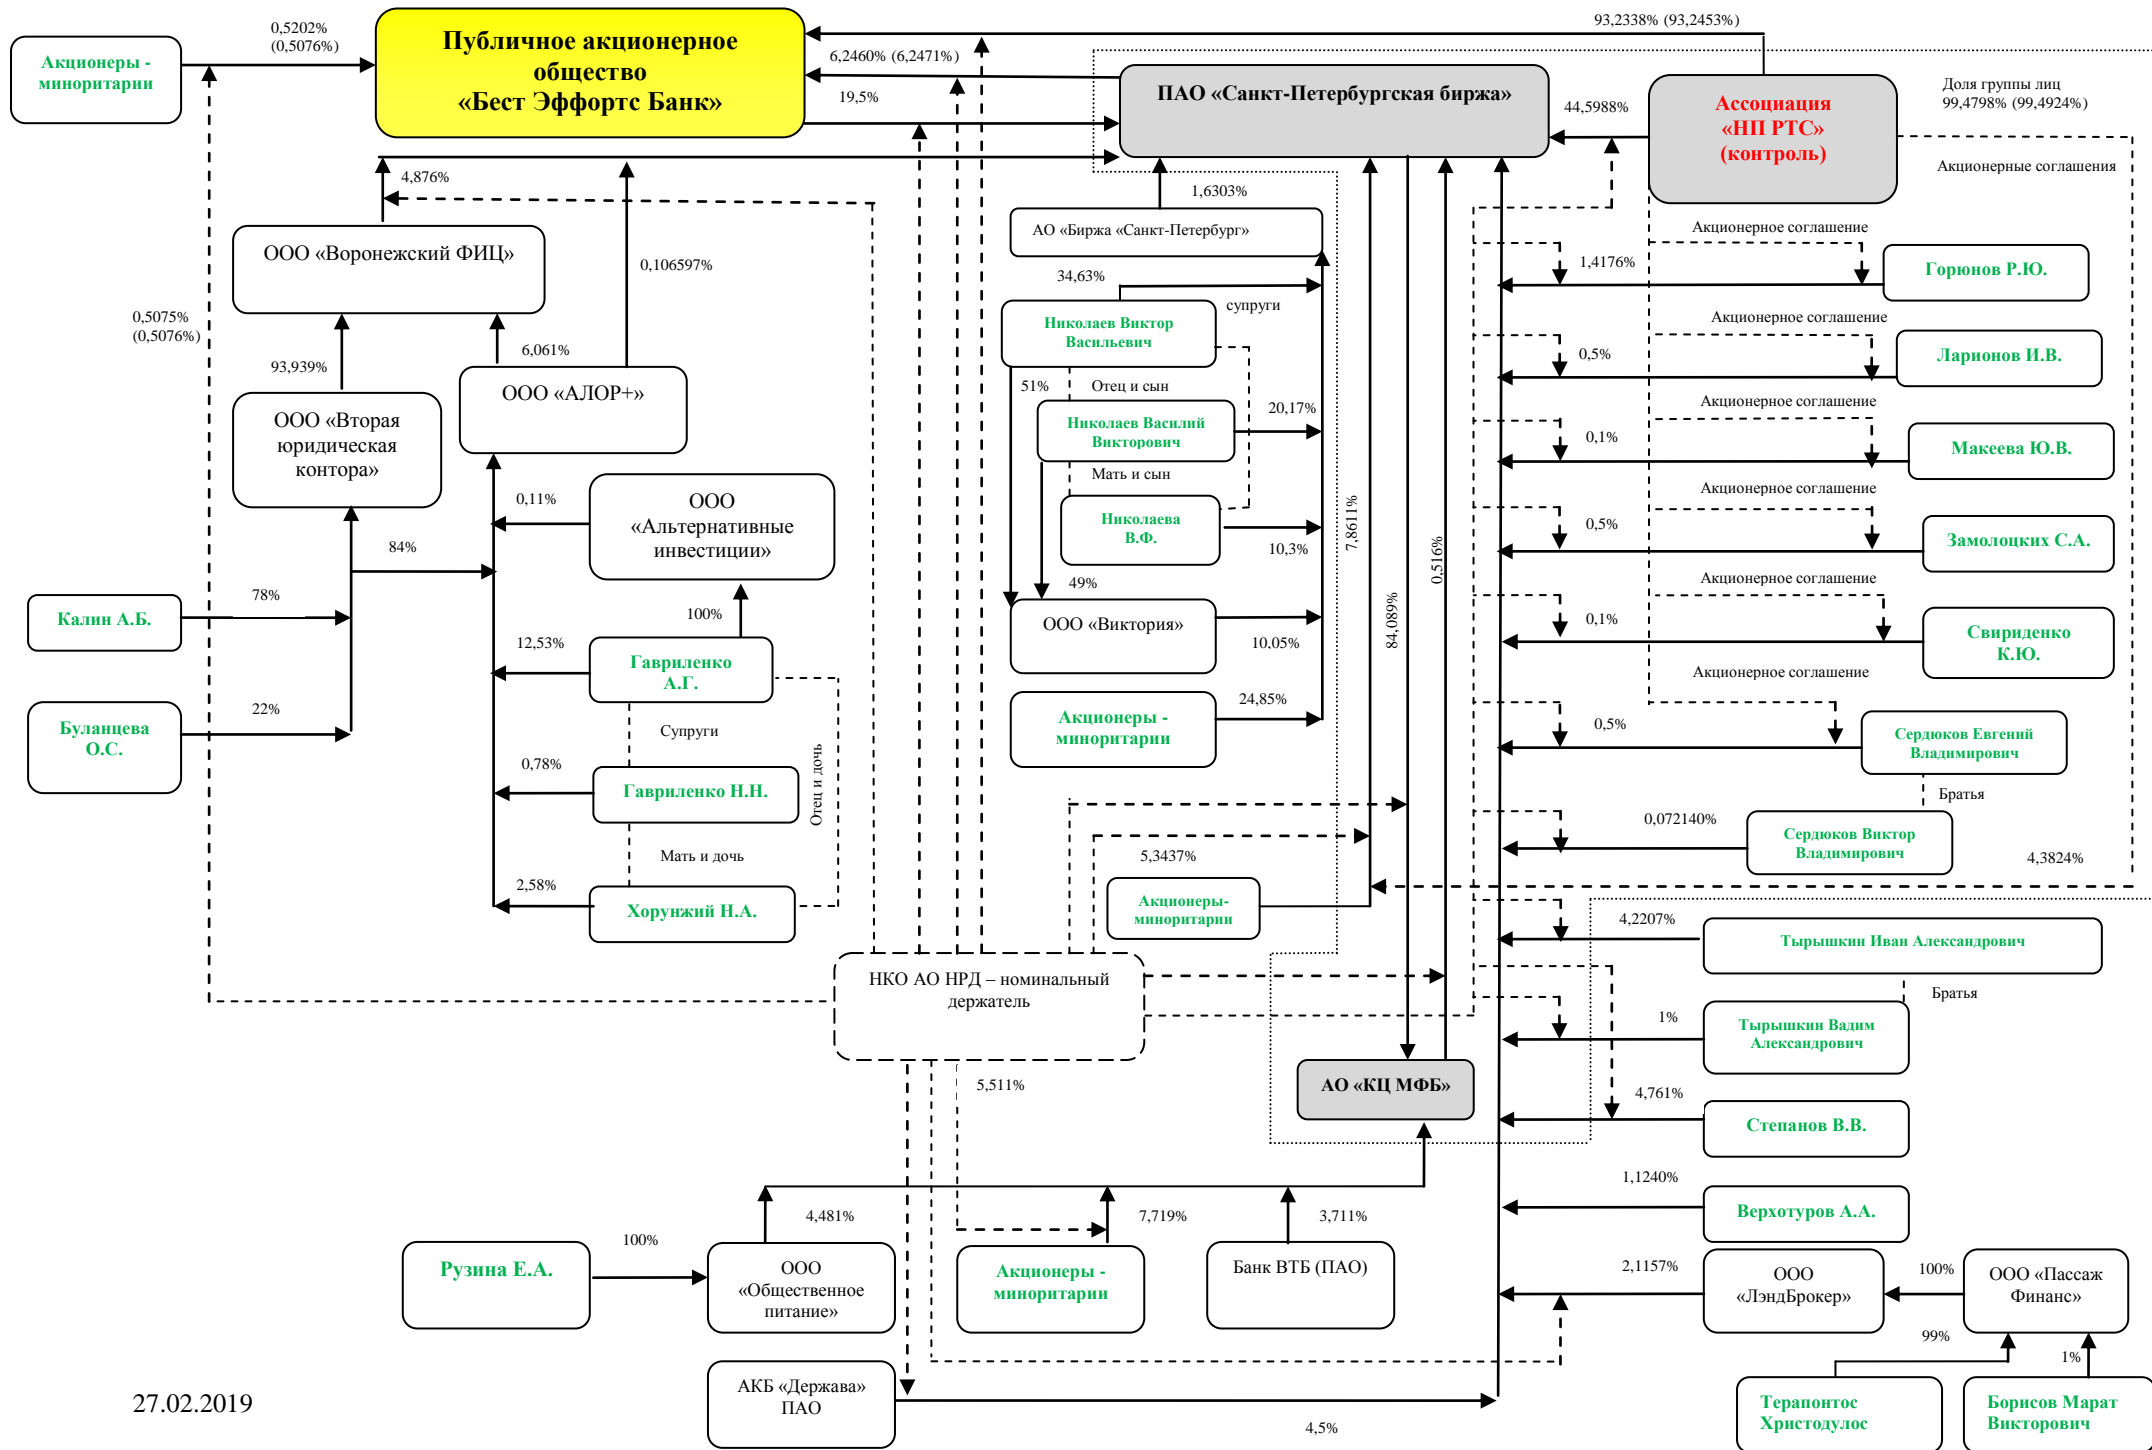 0,5202%
(0,5076%)
Акционеры -
миноритарии
Публичное акционерное
общество
«Бест Эффортс Банк»
93,2338% (93,2453%)
6,2460% (6,2471%)
19,5%
ПАО «Санкт-Петербургская биржа»
44,5988%
Ассоциация
«НП РТС»
(контроль)
Доля группы лиц
99,4798% (99,4924%)
Акционерные соглашения
4,876%
1,6303%
ООО «Воронежский ФИЦ»
0,106597%
АО «Биржа «Санкт-Петербург»
Акционерное соглашение
1,4176%
Горюнов Р.Ю.
34,63%
супруги
0,5075%
(0,5076%)
Николаев Виктор
Васильевич
Акционерное соглашение
0,5%
Ларионов И.В.
93,939%
6,061%
ООО «АЛОР+»
51%
Отец и сын
20,17%
Николаев Василий
Викторович
Акционерное соглашение
0,1%
Макеева Ю.В.
ООО «Вторая
юридическая
контора»
Мать и сын
0,11%
ООО
«Альтернативные
инвестиции»
Николаева
В.Ф.
10,3%
Акционерное соглашение
0,5%
Замолоцких С.А.
7,8611%
0,516%
84,089%
84%
49%
Акционерное соглашение
0,1%
Свириденко
К.Ю.
Калин А.Б.
78%
100%
ООО «Виктория»
10,05%
12,53%
Гавриленко
А.Г.
Акционерное соглашение
Буланцева
О.С.
22%
Супруги
Отец и дочь
Акционеры -
миноритарии
24,85%
0,5%
Сердюков Евгений
Владимирович
0,78%
Гавриленко Н.Н.
Братья
0,072140%
Сердюков Виктор
Владимирович
Мать и дочь
5,3437%
4,3824%
2,58%
Хорунжий Н.А.
Акционеры-
миноритарии
4,2207%
Тырышкин Иван Александрович
НКО АО НРД – номинальный
держатель
Братья
1%
Тырышкин Вадим
Александрович
5,511%
АО «КЦ МФБ»
4,761%
Степанов В.В.
1,1240%
Верхотуров А.А.
4,481%
7,719%
3,711%
Рузина Е.А.
100%
ООО
«Общественное
питание»
Акционеры -
миноритарии
Банк ВТБ (ПАО)
2,1157%
ООО
«ЛэндБрокер»
100%
ООО «Пассаж
Финанс»
99%
1%
27.02.2019
АКБ «Держава»
ПАО
4,5%
Терапонтос
Христодулос
Борисов Марат
Викторович